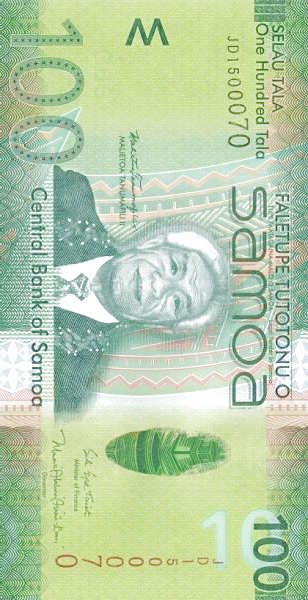 SELAU TALA
One Hundred Tala
JD1500070
FALETUPE TUTOTONU O
samoa
100
MALIETOA TANUMAFILI II
Central Bank of Samoa
Minister of Finance
Governor
JD1500070
100
100